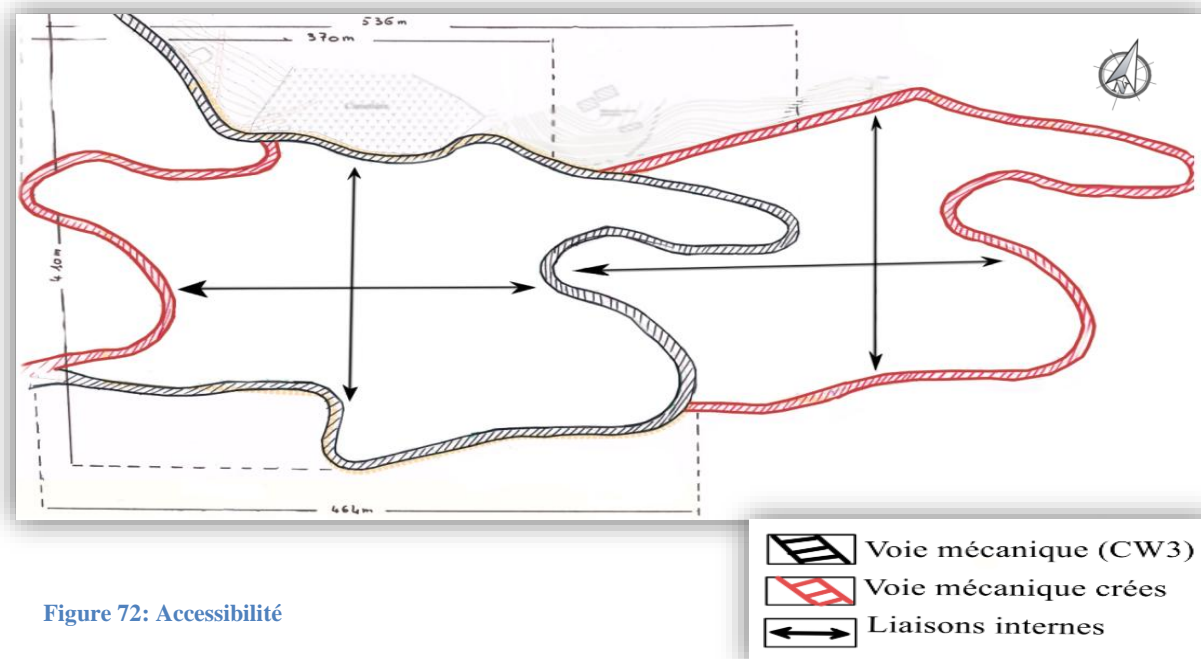 536m
370m
N
410m
464m
Voie mécanique (CW3)
Voie mécanique crées
Liaisons internes
Figure 72: Accessibilité